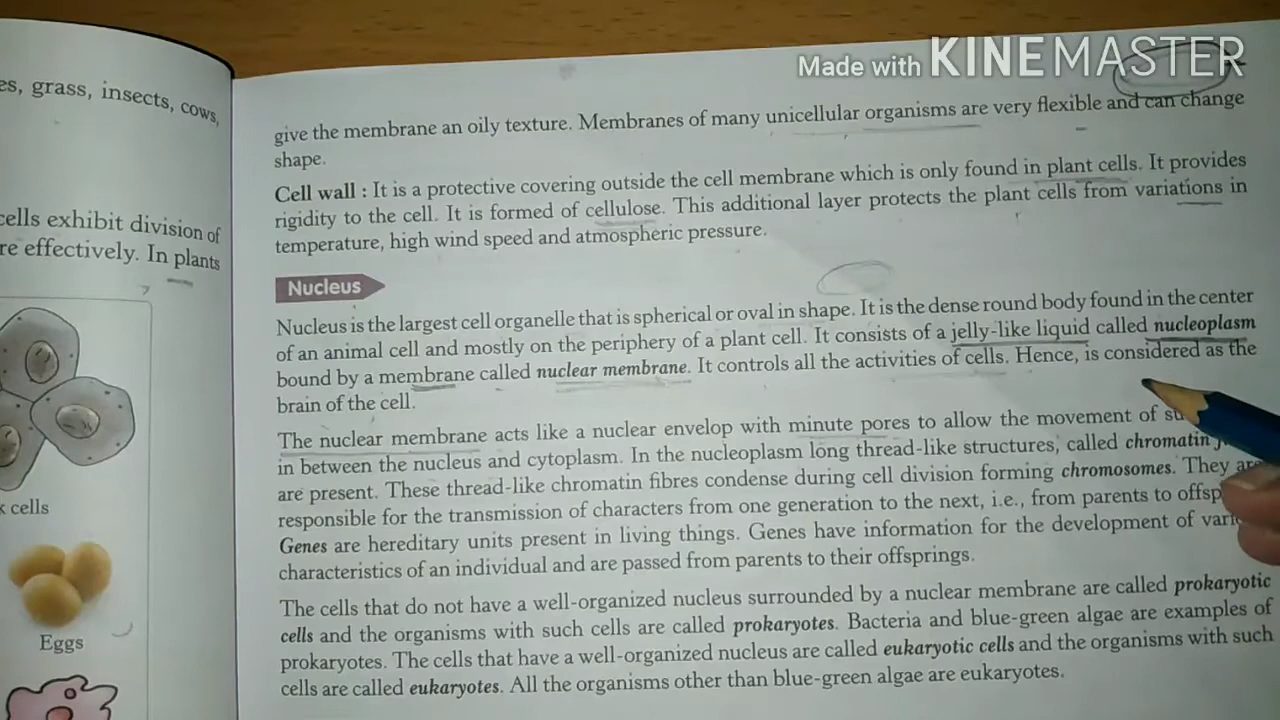 Made with KINEMASTER
es, grass, insects, cows,
cells exhibit division of
re effectively. In plants
cells
Eggs
give the membrane an oily texture. Membranes of many unicellular organisms are very flexible and can change
shape.
Cell wall : It is a protective covering outside the cell membrane which is only found in plant cells. It provides
rigidity to the cell. It is formed of cellulose. This additional layer protects the plant cells from variations in
temperature, high wind speed and atmospheric pressure.
Nucleus
Nucleus is the largest cell organelle that is spherical or oval in shape. It is the dense round body found in the center
of an animal cell and mostly on the periphery of a plant cell. It consists of a jelly-like liquid called nucleoplasm
bound by a membrane called nuclear membrane. It controls all the activities of cells. Hence, is considered as the
brain of the cell.
The nuclear membrane acts like a nuclear envelop with minute pores to allow the movement of
in between the nucleus and cytoplasm. In the nucleoplasm long thread-like structures, called chromatin
are present. These thread-like chromatin fibres condense during cell division forming chromosomes. They are
responsible for the transmission of characters from one generation to the next, i.e., from parents to
Genes are hereditary units present in living things. Genes have information for the development of
characteristics of an individual and are passed from parents to their offsprings.
The cells that do not have a well-organized nucleus surrounded by a nuclear membrane are called prokaryotic
cells and the organisms with such cells are called prokaryotes. Bacteria and blue-green algae are examples of
prokaryotes. The cells that have a well-organized nucleus are called eukaryotic cells and the organisms with such
cells are called eukaryotes. All the organisms other than blue-green algae are eukaryotes.